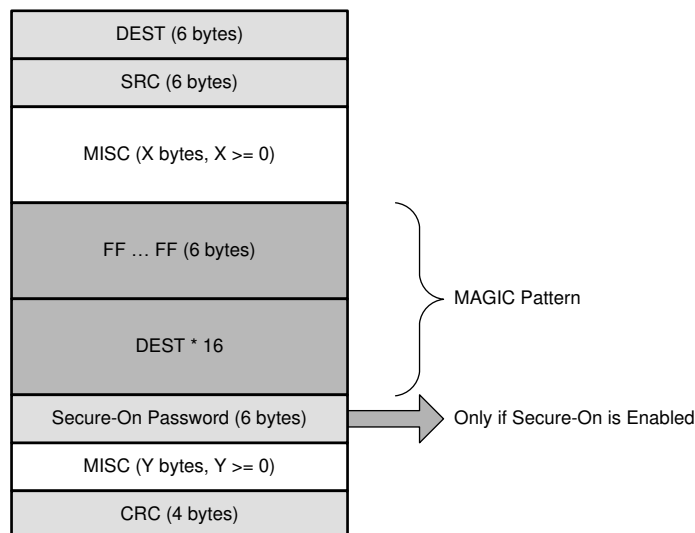 DEST (6 bytes)
SRC (6 bytes)
MISC (X bytes, X >= 0)
FF … FF (6 bytes)
MAGIC Pattern
DEST * 16
Secure-On Password (6 bytes)
Only if Secure-On is Enabled
MISC (Y bytes, Y >= 0)
CRC (4 bytes)